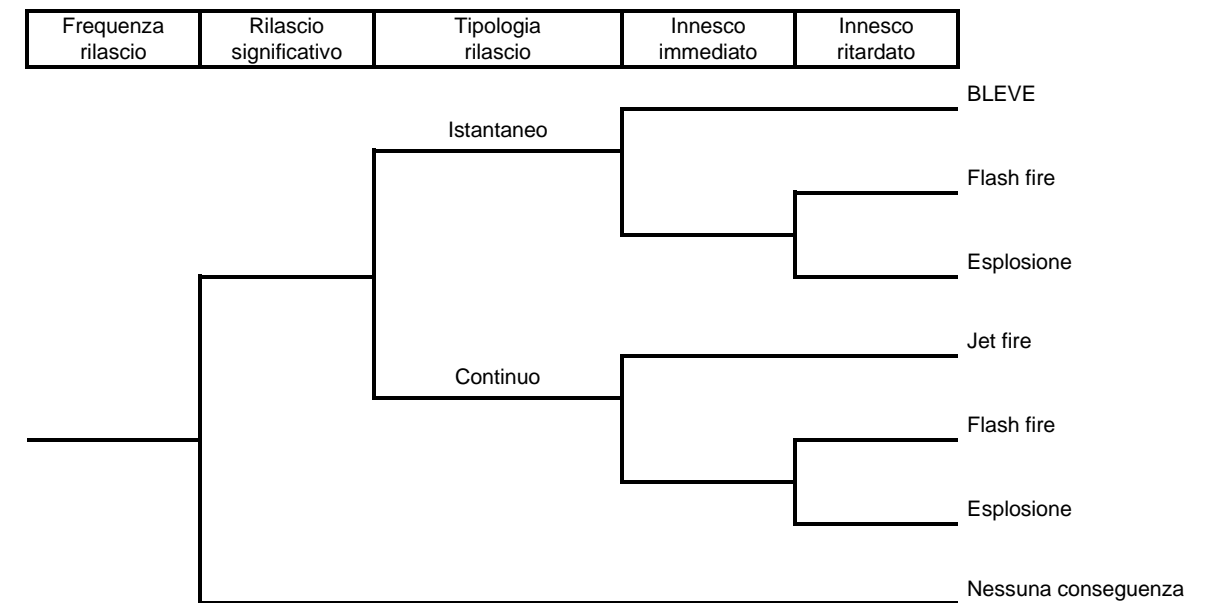 Frequenza
rilascio
Rilascio
significativo
Tipologia
rilascio
Innesco
immediato
Innesco
ritardato
BLEVE
Istantaneo
Flash fire
Esplosione
Jet fire
Continuo
Flash fire
Esplosione
Nessuna conseguenza